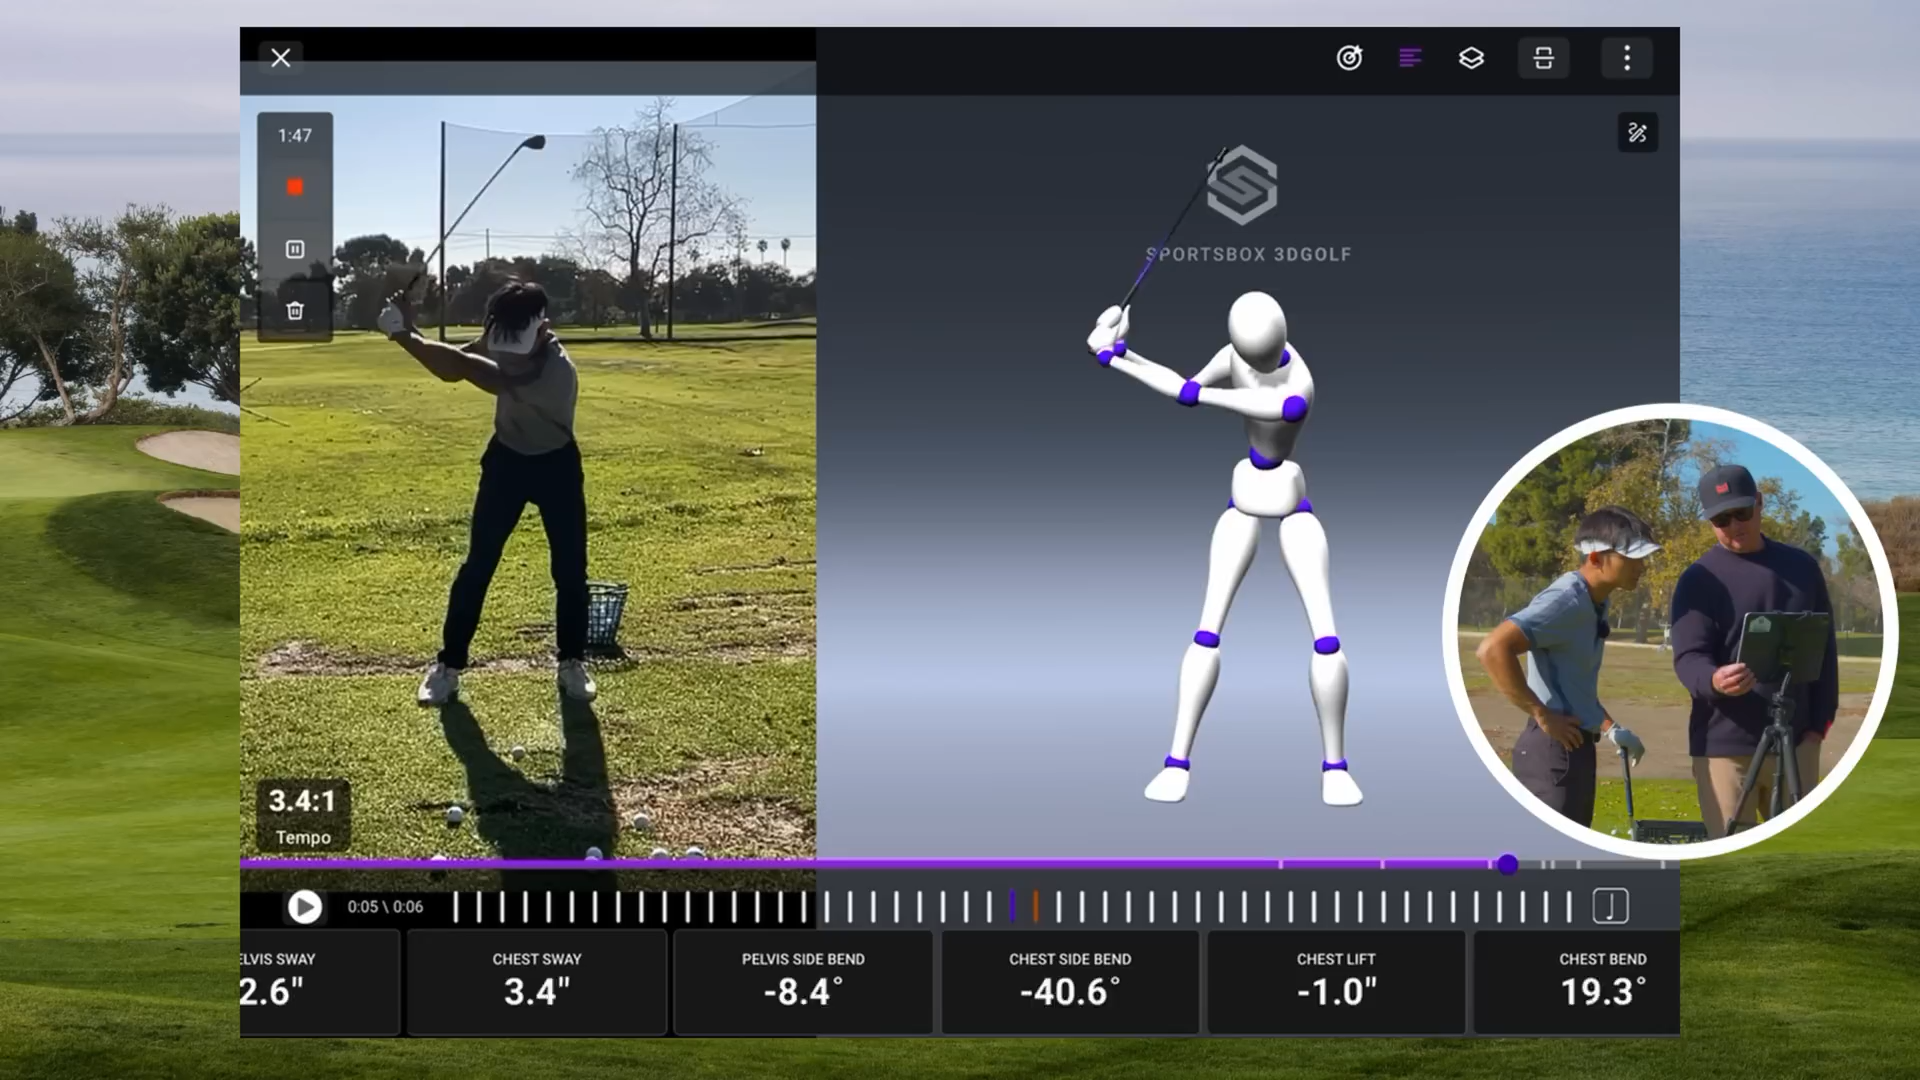 1:47
SPORTSBOX 3DGOLF
3.4:1
Tempo
0:05 \ 0:06
ELVIS SWAY
2.6"
CHEST SWAY
3.4"
PELVIS SIDE BEND
-8.4°
CHEST SIDE BEND
-40.6°
CHEST LIFT
-1.0"
CHEST BEND
19.3°